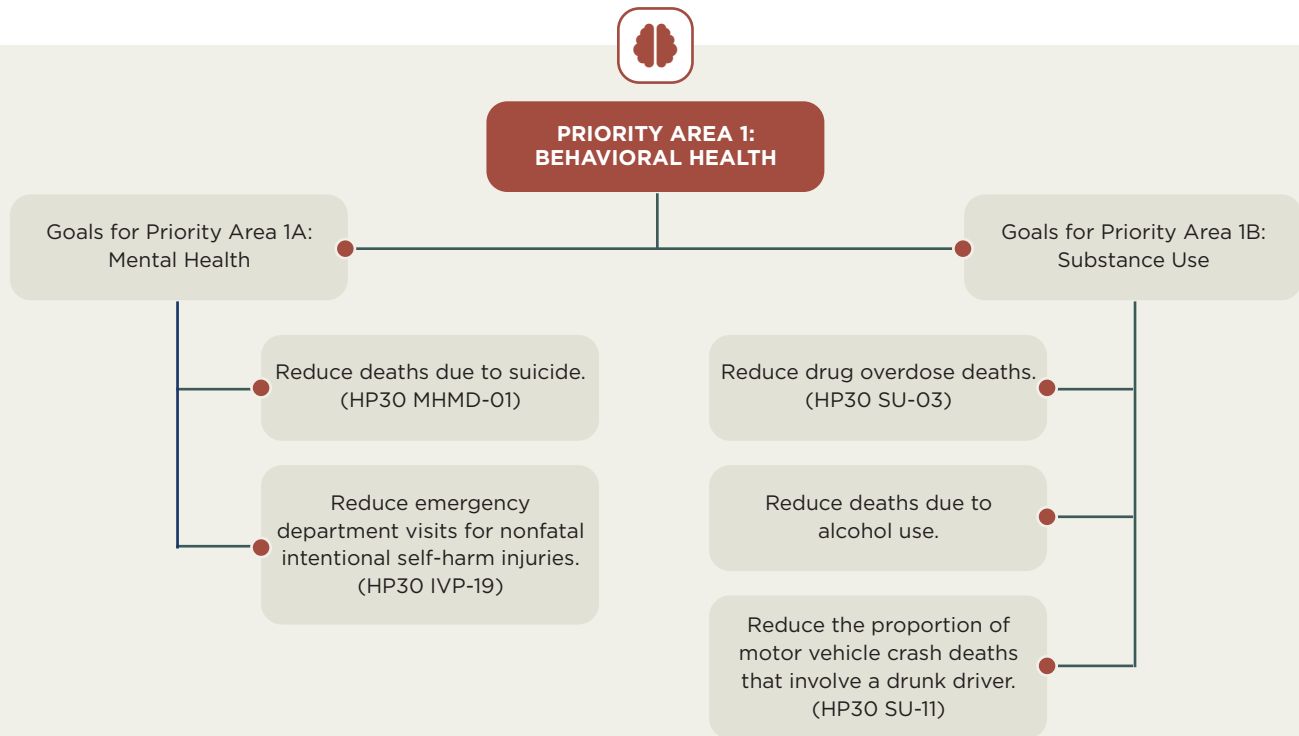 PRIORITY AREA 1:
BEHAVIORAL HEALTH
Goals for Priority Area 1A:
Mental Health
Reduce deaths due to suicide.
(HP30 MHMD-01)
Reduce emergency
department visits for nonfatal
intentional self-harm injuries.
(HP30 IVP-19)
Goals for Priority Area 1B:
Substance Use
Reduce drug overdose deaths.
(HP30 SU-03)
Reduce deaths due to
alcohol use.
Reduce the proportion of
motor vehicle crash deaths
that involve a drunk driver.
(HP30 SU-11)